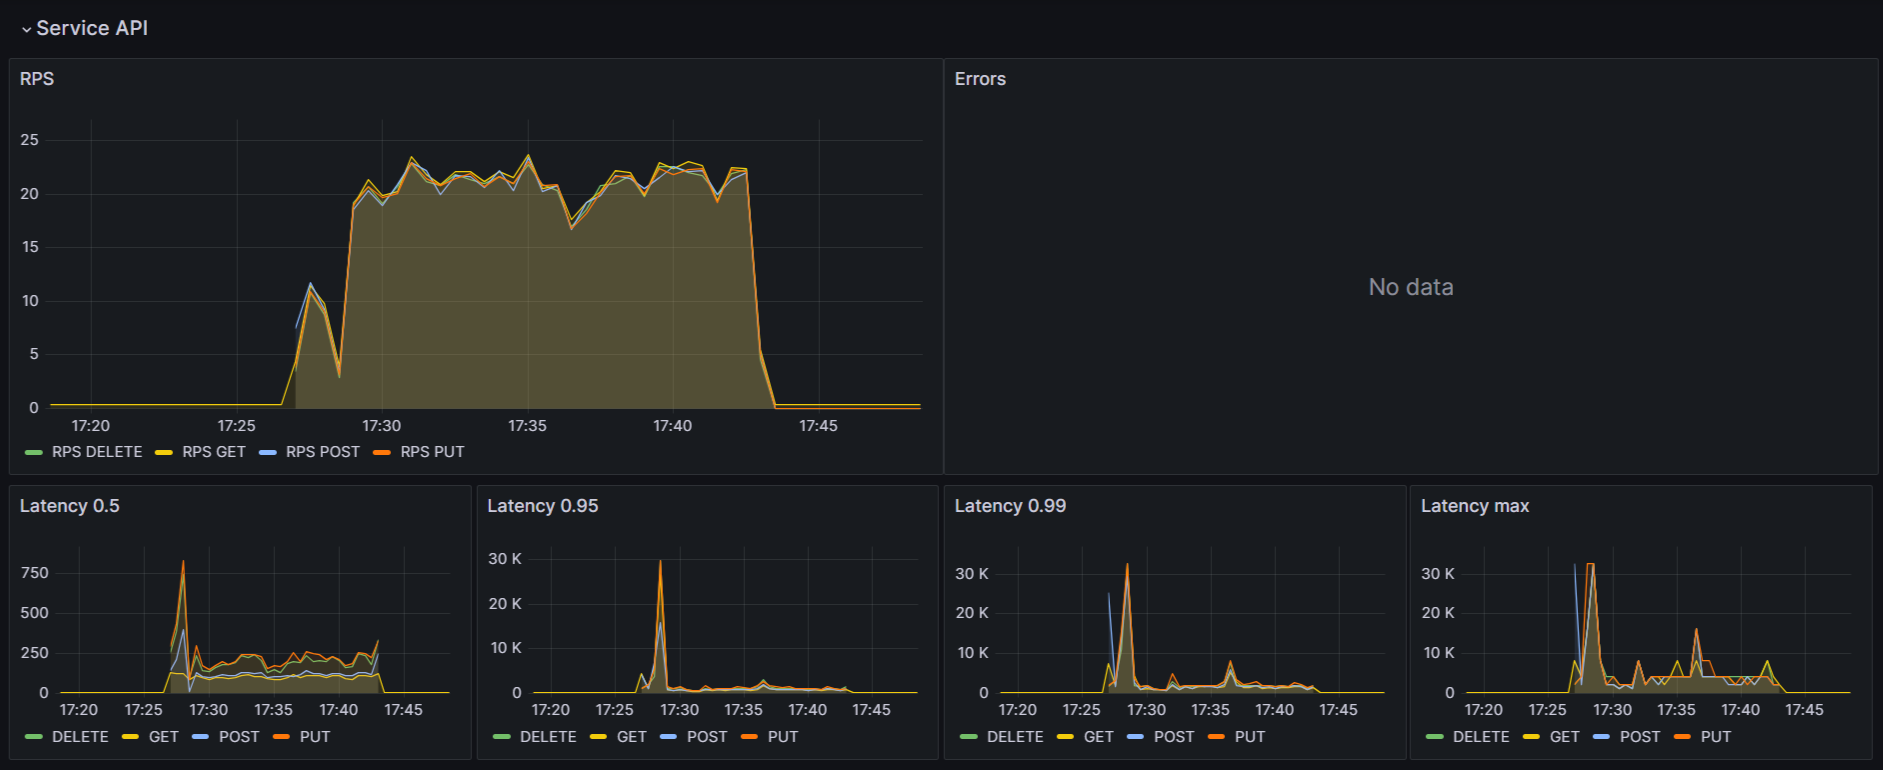 Service API
RPS
25
20
15
10
5
0
17:20 17:25 17:30 17:35 17:40 17:45
RPS DELETE RPS GET RPS POST RPS PUT
Errors
No data
Latency 0.5
750
500
250
0
17:20 17:25 17:30 17:35 17:40 17:45
DELETE GET POST PUT
Latency 0.95
30 K
20 K
10 K
0
17:20 17:25 17:30 17:35 17:40 17:45
DELETE GET POST PUT
Latency 0.99
30 K
20 K
10 K
0
17:20 17:25 17:30 17:35 17:40 17:45
DELETE GET POST PUT
Latency max
30 K
20 K
10 K
0
17:20 17:25 17:30 17:35 17:40 17:45
DELETE GET POST PUT